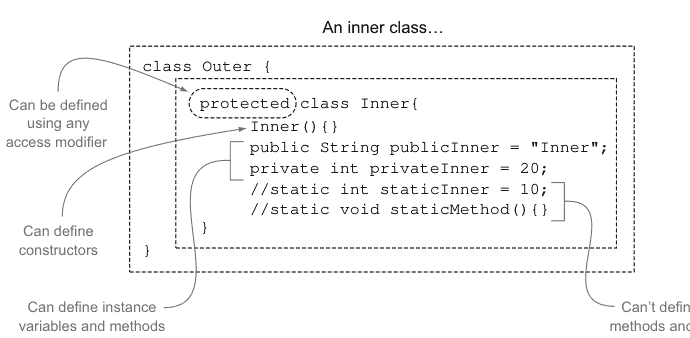 An inner class…
class Outer {
protected class Inner{
Inner(){}
public String publicInner = "Inner";
private int privateInner = 20;
//static int staticInner = 10;
//static void staticMethod(){}
}
}
Can be defined
using any
access modifier
Can define
constructors
Can define instance
variables and methods
Can't
methods